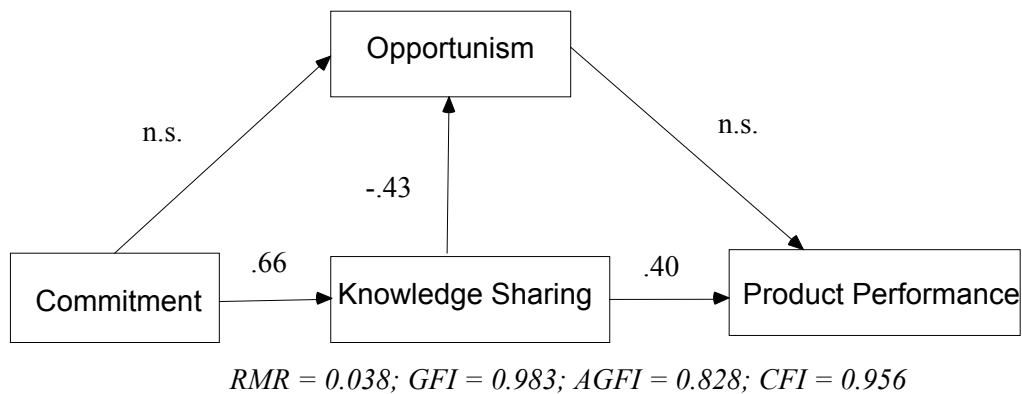 Opportunism
n.s.
n.s.
-.43
.66
.40
Commitment
Knowledge Sharing
Product Performance
RMR = 0.038; GFI = 0.983; AGFI = 0.828; CFI = 0.956